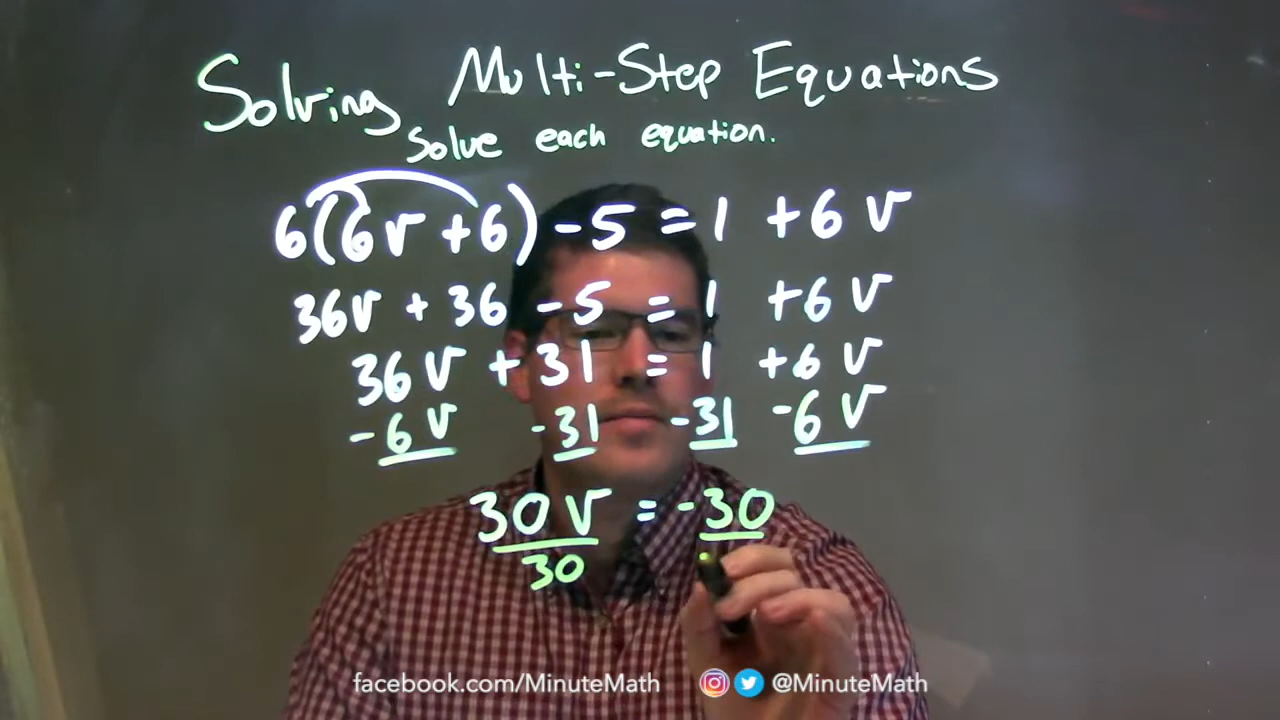 Solving Multi-Step Equations
Solve each equation.
6(6v+6)-5=1+6v
36v+36-5=1+6v
36v+31=1+6v
-6v -31 -31 -6v
30v=-30
30
facebook.com/MinuteMath @MinuteMath